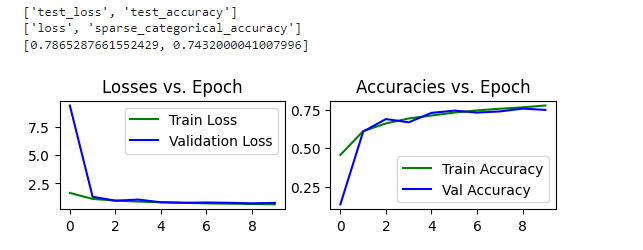 ['test_loss', 'test_accuracy']
['loss', 'sparse_categorical_accuracy']
[0.7865287661552429, 0.7432000041007996]
Losses vs. Epoch
Train Loss
Validation Loss
7.5
5.0
2.5
0 2 4 6 8
Accuracies vs. Epoch
0.75
0.50
0.25
Train Accuracy
Val Accuracy
0 2 4 6 8